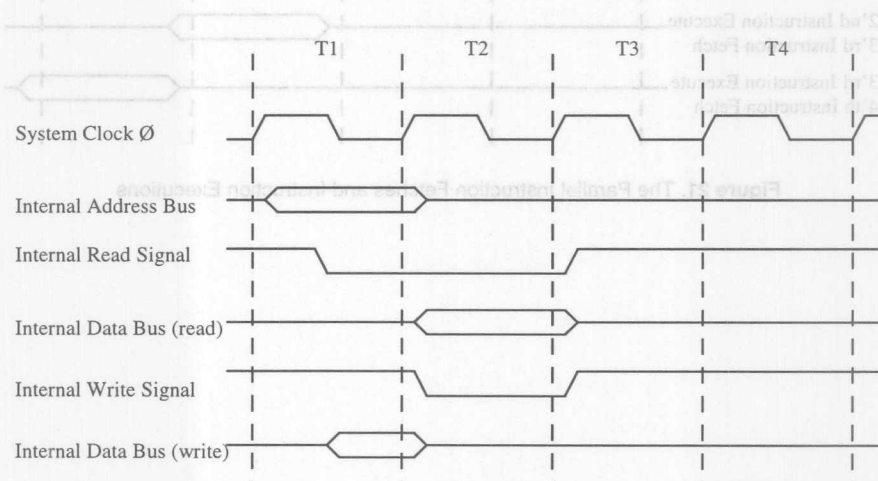 2'nd Instruction Execute
3'rd Instruction Fetch
T1 T2 T3 T4
3'rd Instruction Execute
4'th Instruction Fetch
System Clock Ø
Figure 21. The Parallel Instruction Fetches and Instruction Executions
Internal Address Bus
Internal Read Signal
Internal Data Bus (read)
Internal Write Signal
Internal Data Bus (write)